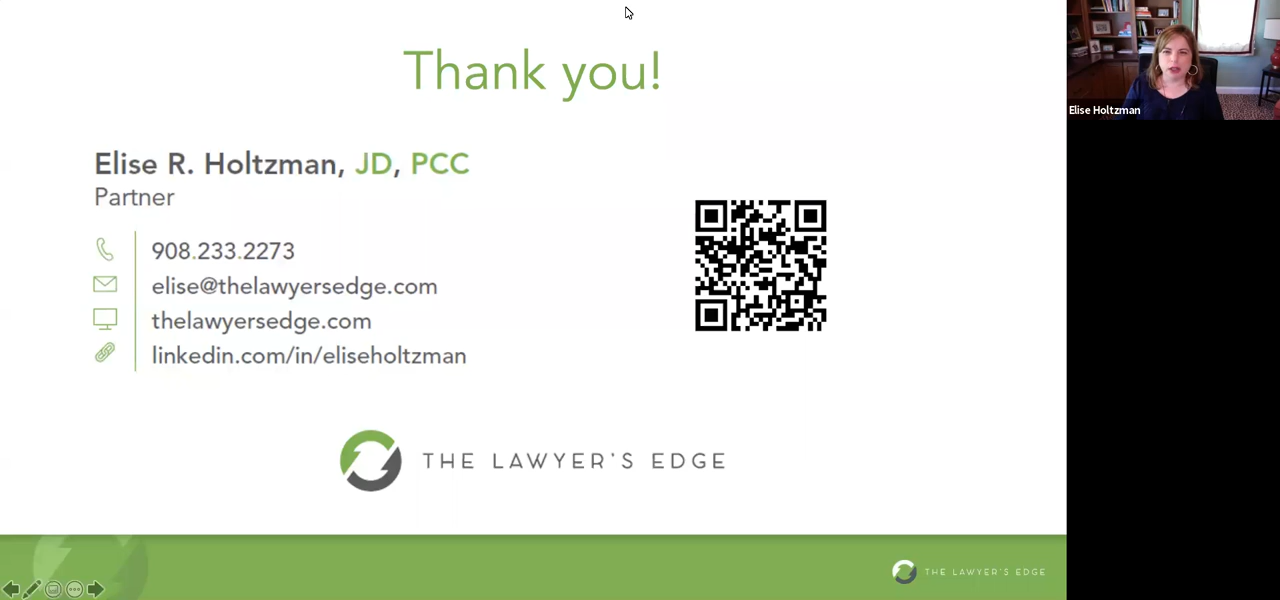 Thank you!
Elise R. Holtzman, JD, PCC
Partner
908.233.2273
elise@thelawyersedge.com
thelawyersedge.com
linkedin.com/in/eliseholtzman
THE LAWYER'S EDGE
THE LAWYER'S EDGE
Elise Holtzman